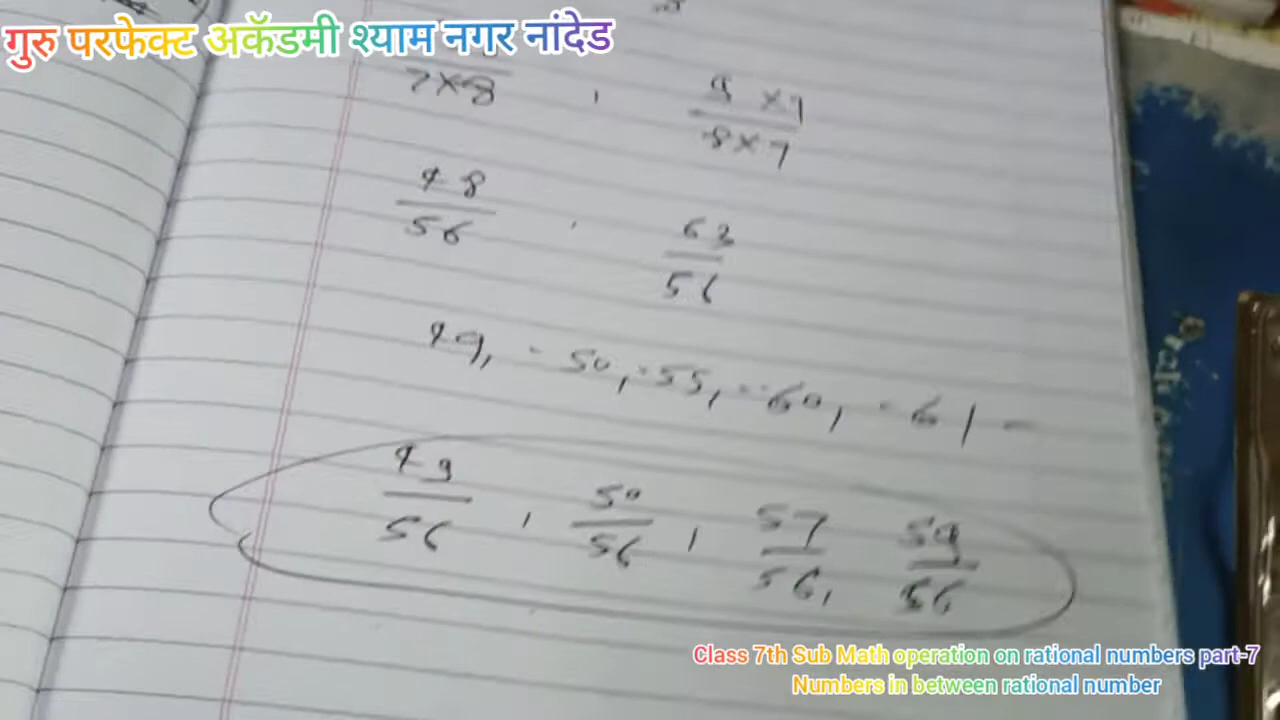 गुरु परफेक्ट अकॅडमी श्याम नगर नांदेड
7×8 , 9×7
8×7
48 , 63
56 56
49, - 50, - 55, - 60, - 61 -
49 , 50 , 57 59
56 56 56, 56
Class 7th Sub Math operation on rational numbers part-7
Numbers in between rational number